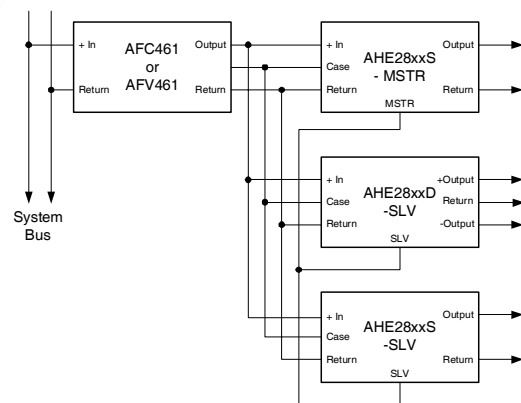 + In
Return
AFC461
or
AFV461
Output
Return
+ In
Case
Return
AHE28xxS
- MSTR
MSTR
Output
Return
System
Bus
+ In
Case
Return
AHE28xxD
-SLV
SLV
+Output
Return
-Output
+ In
Case
Return
AHE28xxS
-SLV
SLV
Output
Return